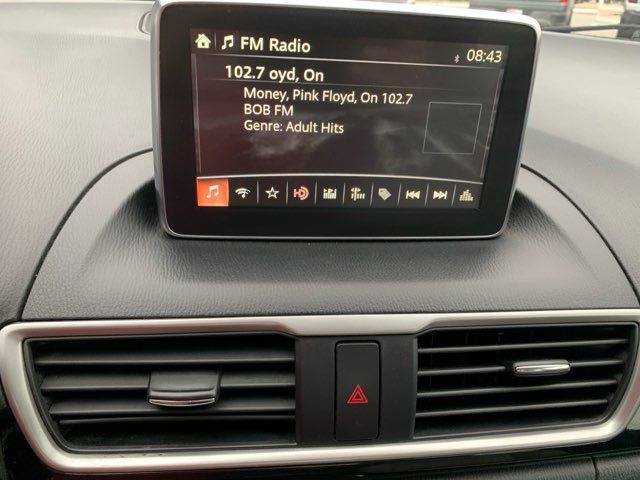 FM Radio
08:43
102.7 oyd, On
Money, Pink Floyd, On 102.7
BOB FM
Genre: Adult Hits
HD